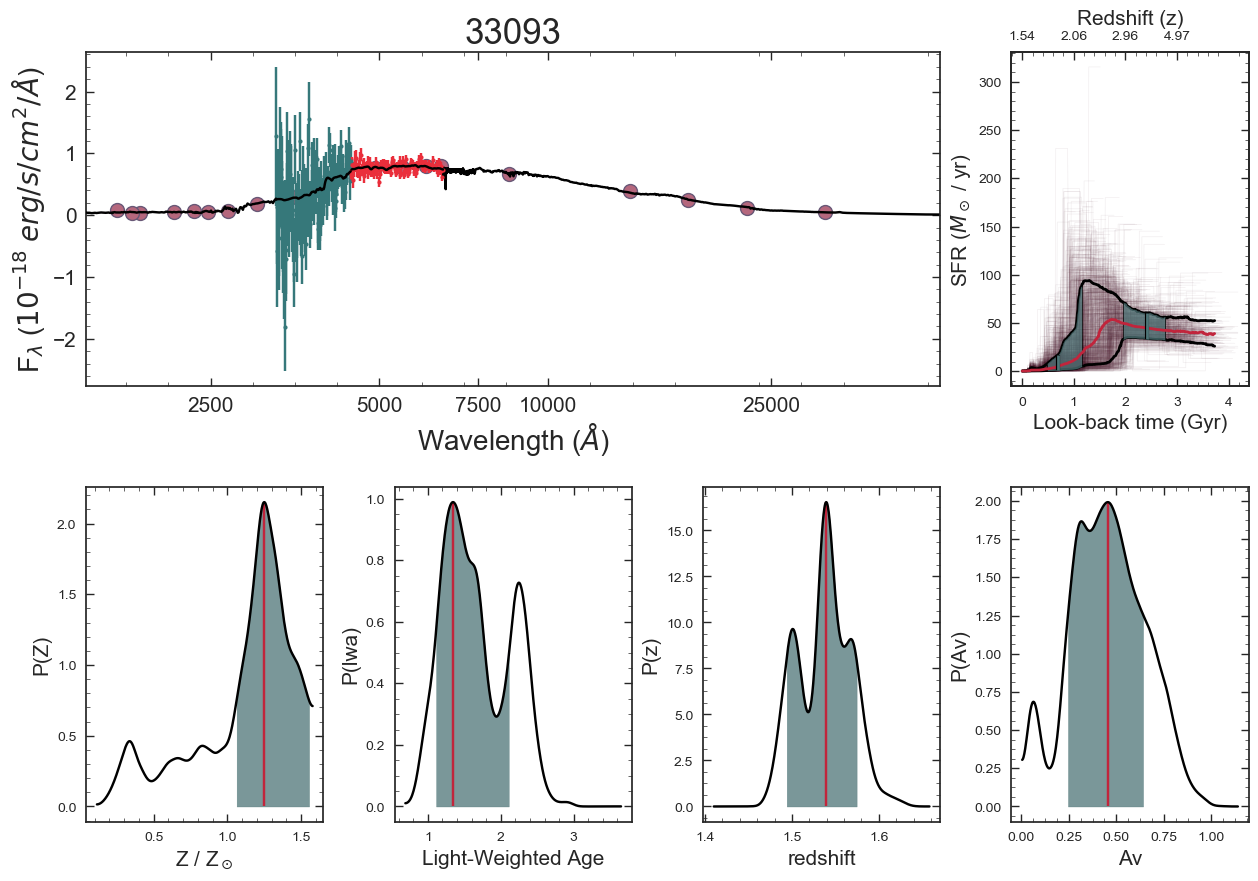 33093
Redshift (z)
1.54 2.06 2.96 4.97
F_λ (10^{-18} erg/s/cm^2/Å)
2
1
0
−1
−2
2500 5000 7500 10000 25000
Wavelength (Å)
SFR (M_⊙ / yr)
300
250
200
150
100
50
0
0 1 2 3 4
Look-back time (Gyr)
P(Z)
2.0
1.5
1.0
0.5
0.0
0.5 1.0 1.5
Z / Z_⊙
P(lwa)
1.0
0.8
0.6
0.4
0.2
0.0
1 2 3
Light-Weighted Age
P(z)
15.0
12.5
10.0
7.5
5.0
2.5
0.0
1.4 1.5 1.6
redshift
P(Av)
2.00
1.75
1.50
1.25
1.00
0.75
0.50
0.25
0.00
0.00 0.25 0.50 0.75 1.00
Av